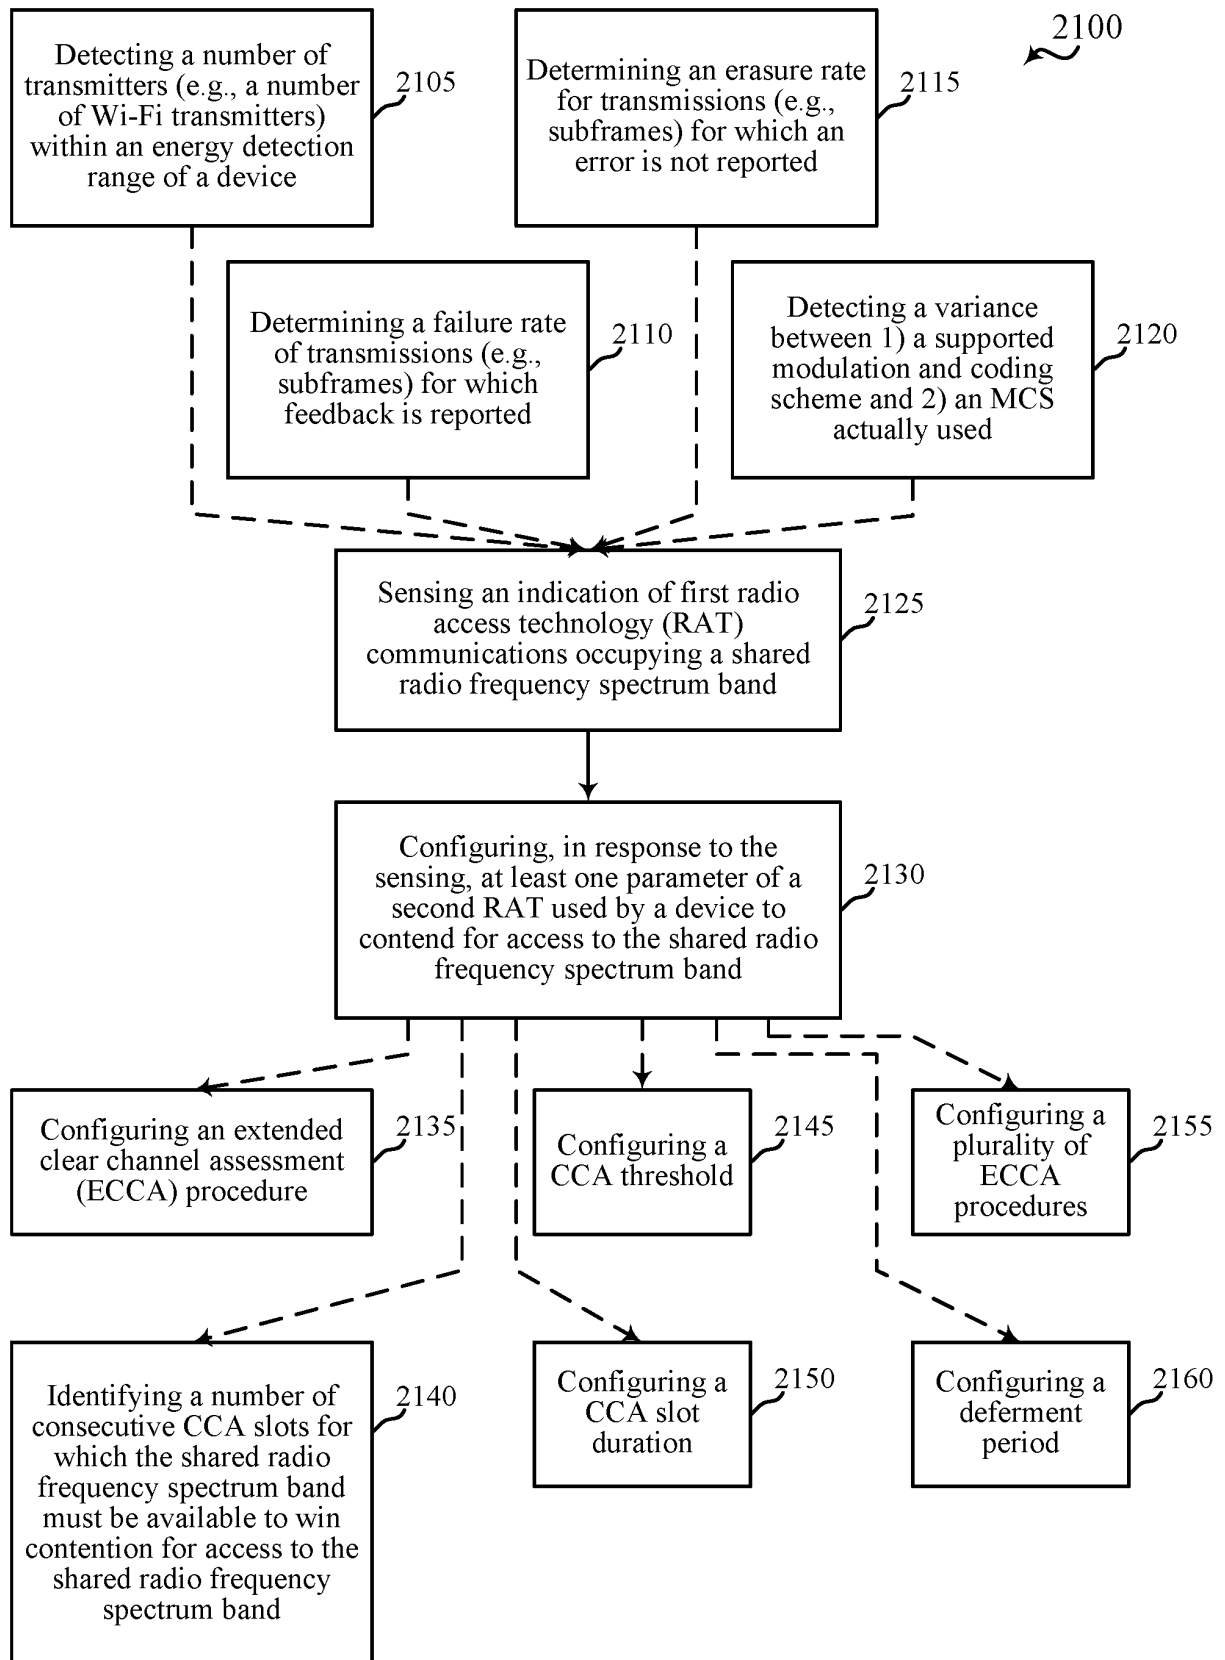 2100
Detecting a number of
transmitters (e.g., a number
of Wi-Fi transmitters)
within an energy detection
range of a device
2105
Determining an erasure rate
for transmissions (e.g.,
subframes) for which an
error is not reported
2115
Determining a failure rate
of transmissions (e.g.,
subframes) for which
feedback is reported
2110
Detecting a variance
between 1) a supported
modulation and coding
scheme and 2) an MCS
actually used
2120
Sensing an indication of first radio
access technology (RAT)
communications occupying a shared
radio frequency spectrum band
2125
Configuring, in response to the
sensing, at least one parameter of a
second RAT used by a device to
contend for access to the shared radio
frequency spectrum band
2130
Configuring an extended
clear channel assessment
(ECCA) procedure
2135
Configuring a
CCA threshold
2145
Configuring a
plurality of
ECCA
procedures
2155
Identifying a number of
consecutive CCA slots for
which the shared radio
frequency spectrum band
must be available to win
contention for access to the
shared radio frequency
spectrum band
2140
Configuring a
CCA slot
duration
2150
Configuring a
deferment
period
2160